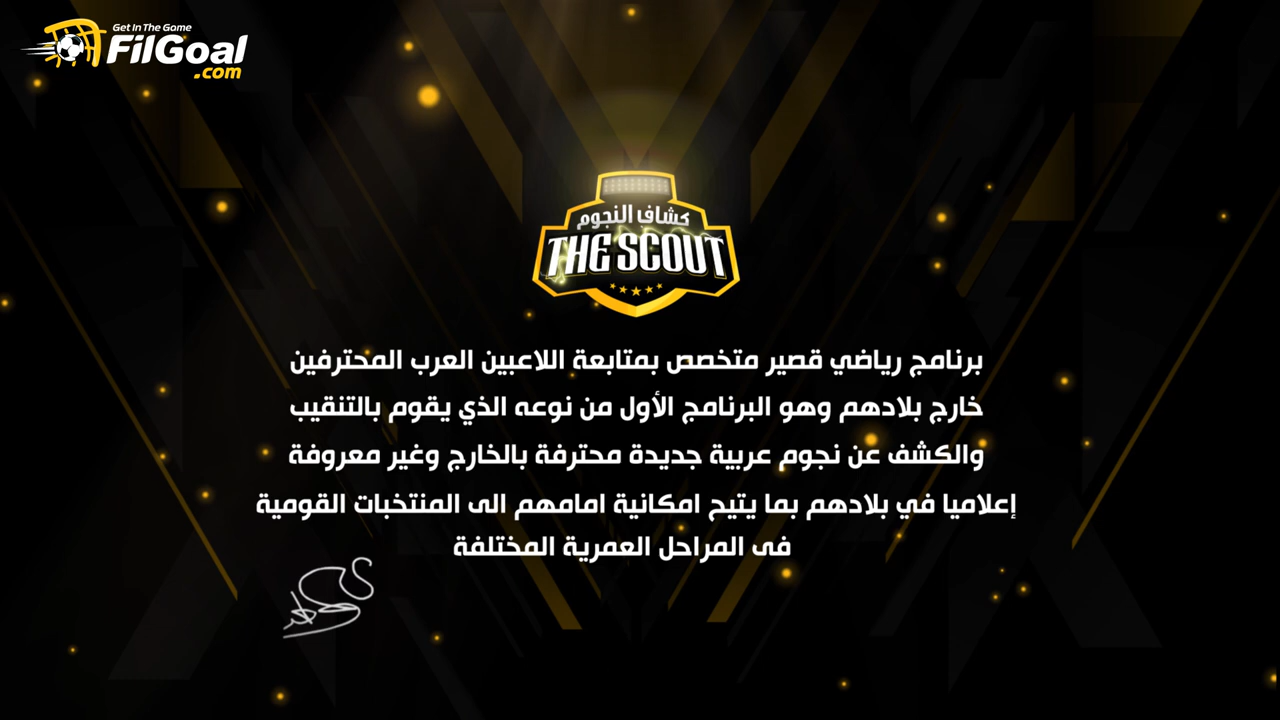 Get In The Game
FilGoal
.com
كشاف النجوم
THE SCOUT
برنامج رياضي قصير متخصص بمتابعة اللاعبين العرب المحترفين
خارج بلادهم وهو البرنامج الأول من نوعه الذي يقوم بالتنقيب
والكشف عن نجوم عربية جديدة محترفة بالخارج وغير معروفة
إعلاميا في بلادهم بما يتيح امكانية امامهم الى المنتخبات القومية
فى المراحل العمرية المختلفة